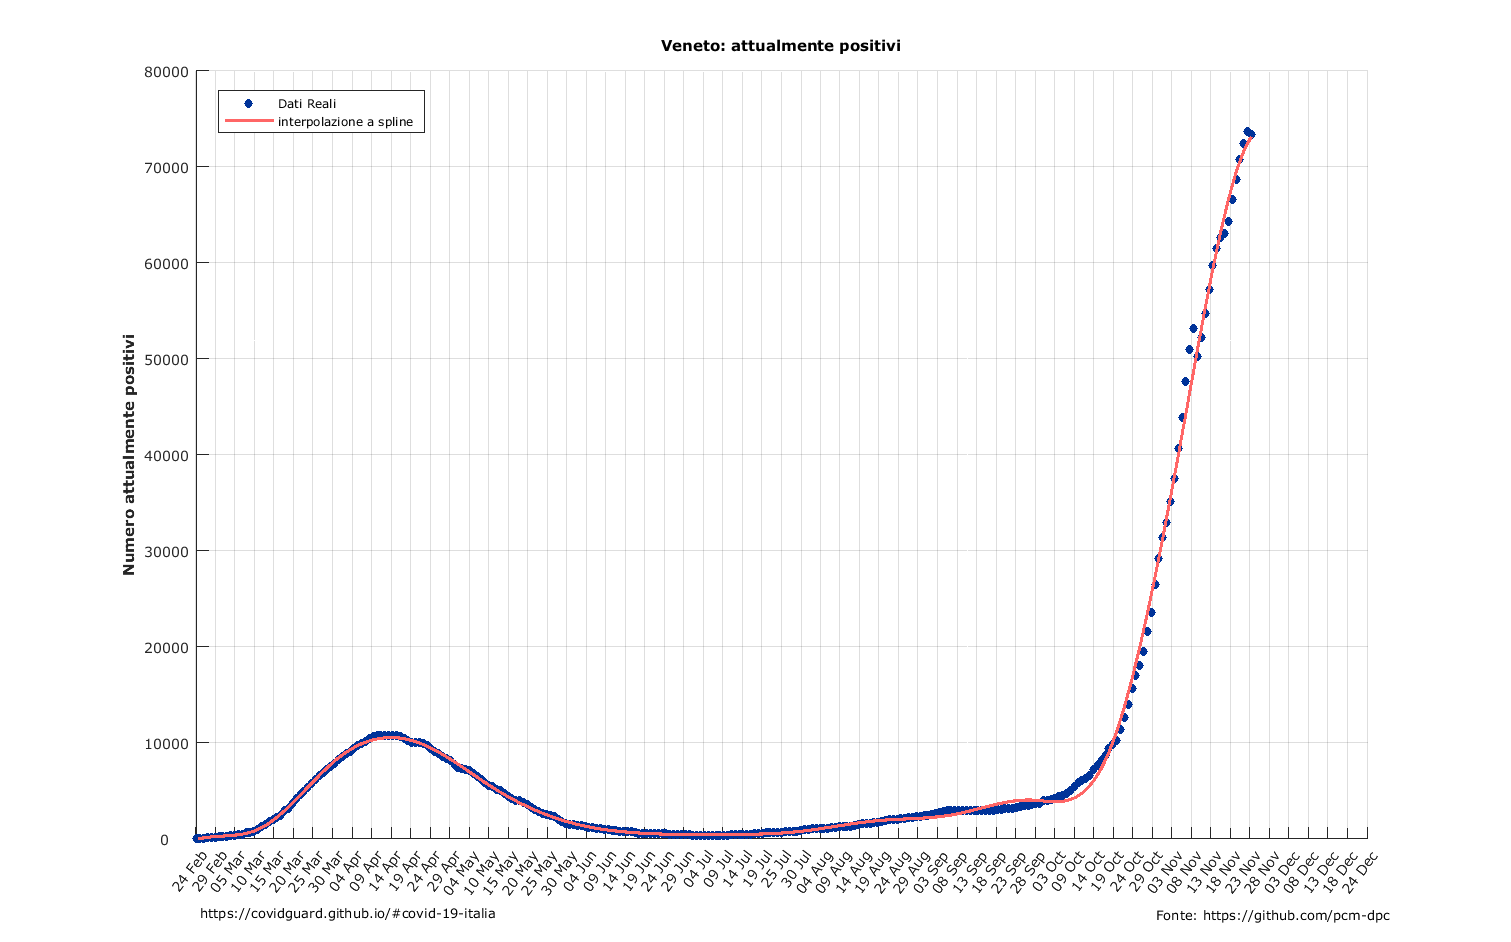 Veneto: attualmente positivi
Dati Reali
interpolazione a spline
Numero attualmente positivi
80000
70000
60000
50000
40000
30000
20000
10000
0
24 Feb
29 Feb
05 Mar
10 Mar
15 Mar
20 Mar
25 Mar
30 Mar
04 Apr
09 Apr
14 Apr
19 Apr
24 Apr
29 Apr
04 May
10 May
15 May
20 May
25 May
30 May
04 Jun
09 Jun
14 Jun
19 Jun
24 Jun
29 Jun
04 Jul
09 Jul
14 Jul
19 Jul
25 Jul
30 Jul
04 Aug
09 Aug
14 Aug
19 Aug
24 Aug
29 Aug
03 Sep
08 Sep
13 Sep
18 Sep
23 Sep
28 Sep
03 Oct
09 Oct
14 Oct
19 Oct
24 Oct
29 Oct
03 Nov
08 Nov
13 Nov
18 Nov
23 Nov
28 Nov
03 Dec
08 Dec
13 Dec
18 Dec
24 Dec
https://covidguard.github.io/#covid-19-italia
Fonte: https://github.com/pcm-dpc